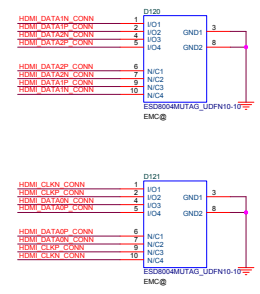 D120
HDMI_DATA1N_CONN 1 I/O1
HDMI_DATA1P_CONN 2 I/O2 GND1 3
HDMI_DATA2N_CONN 4 I/O3
HDMI_DATA2P_CONN 5 I/O4 GND2 8
HDMI_DATA2P_CONN 6 N/C1
HDMI_DATA2N_CONN 7 N/C2
HDMI_DATA1P_CONN 9 N/C3
HDMI_DATA1N_CONN 10 N/C4
ESD8004MUTAG_UDFN10-10
EMC@
D121
HDMI_CLKN_CONN 1 I/O1
HDMI_CLKP_CONN 2 I/O2 GND1 3
HDMI_DATA0N_CONN 4 I/O3
HDMI_DATA0P_CONN 5 I/O4 GND2 8
HDMI_DATA0P_CONN 6 N/C1
HDMI_DATA0N_CONN 7 N/C2
HDMI_CLKP_CONN 9 N/C3
HDMI_CLKN_CONN 10 N/C4
ESD8004MUTAG_UDFN10-10
EMC@